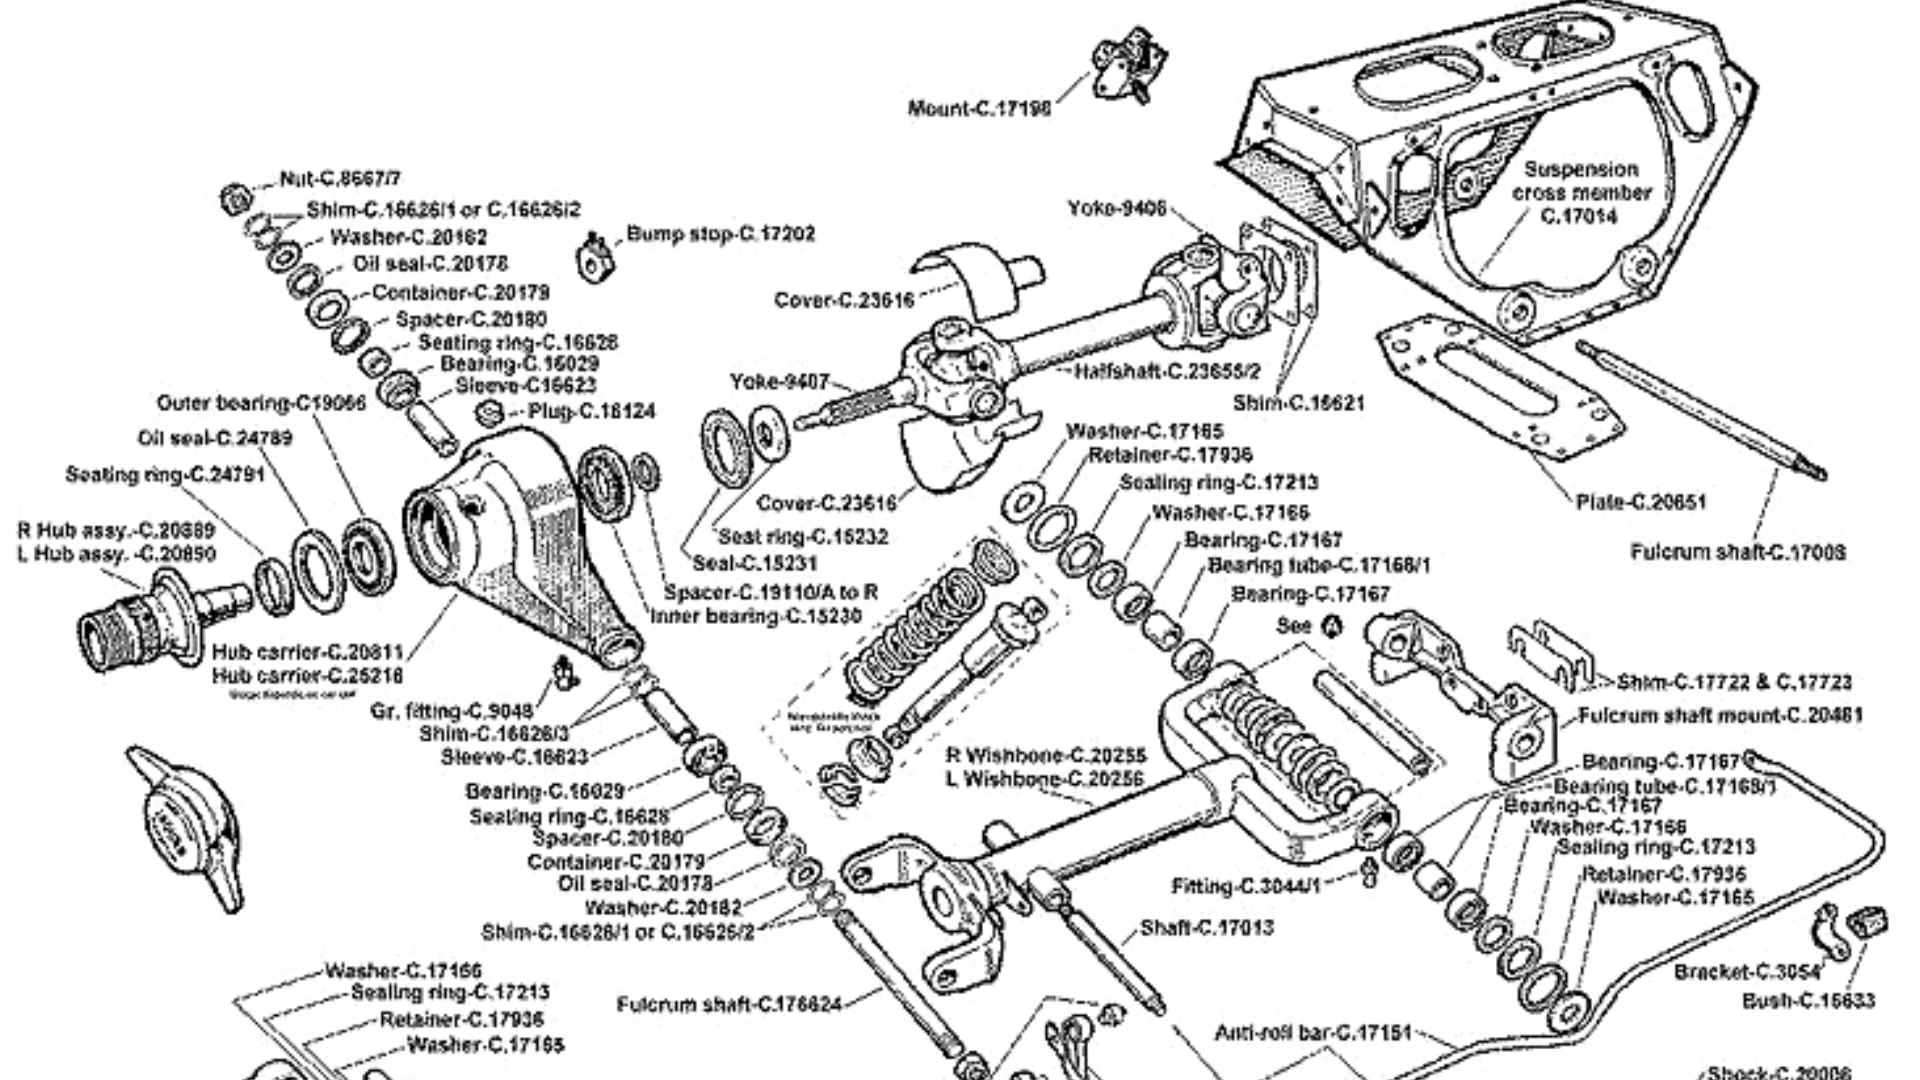 Mount-C.17198
Nut-C.8667/7
Shim-C.16626/1 or C.16626/2
Washer-C.20182
Oil seal-C.20178
Container-C.20179
Spacer-C.20180
Seating ring-C.16628
Bearing-C.15029
Sleeve-C16623
Plug-C.16124
Bump stop-C.17202
Outer bearing-C19066
Oil seal-C.24789
Seating ring-C.24791
R Hub assy.-C.20889
L Hub assy. -C.20890
Hub carrier-C.20811
Hub carrier-C.25216
Yoke-9406
Cover-C.23616
Yoke-9407
Halfshaft-C.23655/2
Shim-C.15621
Cover-C.23616
Seat ring-C.15232
Seal-C.15231
Spacer-C.19110/A to R
Inner bearing-C.15230
Suspension
cross member
C.17014
Plate-C.20651
Fulcrum shaft-C.17008
Washer-C.17165
Retainer-C.17936
Sealing ring-C.17213
Washer-C.17166
Bearing-C.17167
Bearing tube-C.17168/1
Bearing-C.17167
See A
Shim-C.17722 & C.17723
Fulcrum shaft mount-C.20461
Gr. fitting-C.9048
Shim-C.16626/3
Sleeve-C.16623
Bearing-C.15029
Sealing ring-C.16628
Spacer-C.20180
Container-C.20179
Oil seal-C.20178
Washer-C.20182
Shim-C.16626/1 or C.16626/2
R Wishbone-C.20255
L Wishbone-C.20256
Bearing-C.17167
Bearing tube-C.17168/1
Bearing-C.17167
Washer-C.17166
Sealing ring-C.17213
Retainer-C.17936
Washer-C.17165
Fitting-C.3044/1
Shaft-C.17013
Fulcrum shaft-C.176624
Washer-C.17166
Sealing ring-C.17213
Retainer-C.17936
Washer-C.17165
Bracket-C.3054
Bush-C.15633
Anti-roll bar-C.17151
Shock-C.20006